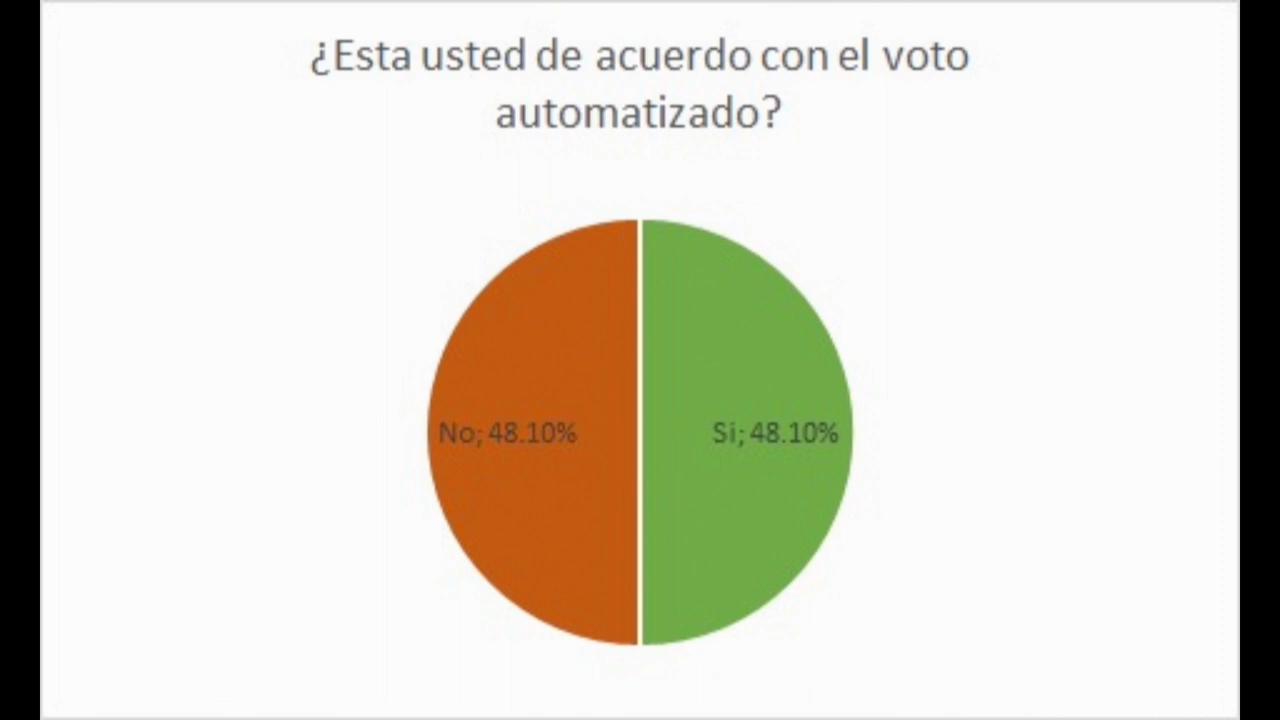 ¿Esta usted de acuerdo con el voto
automatizado?
No; 48.10%
Si; 48.10%